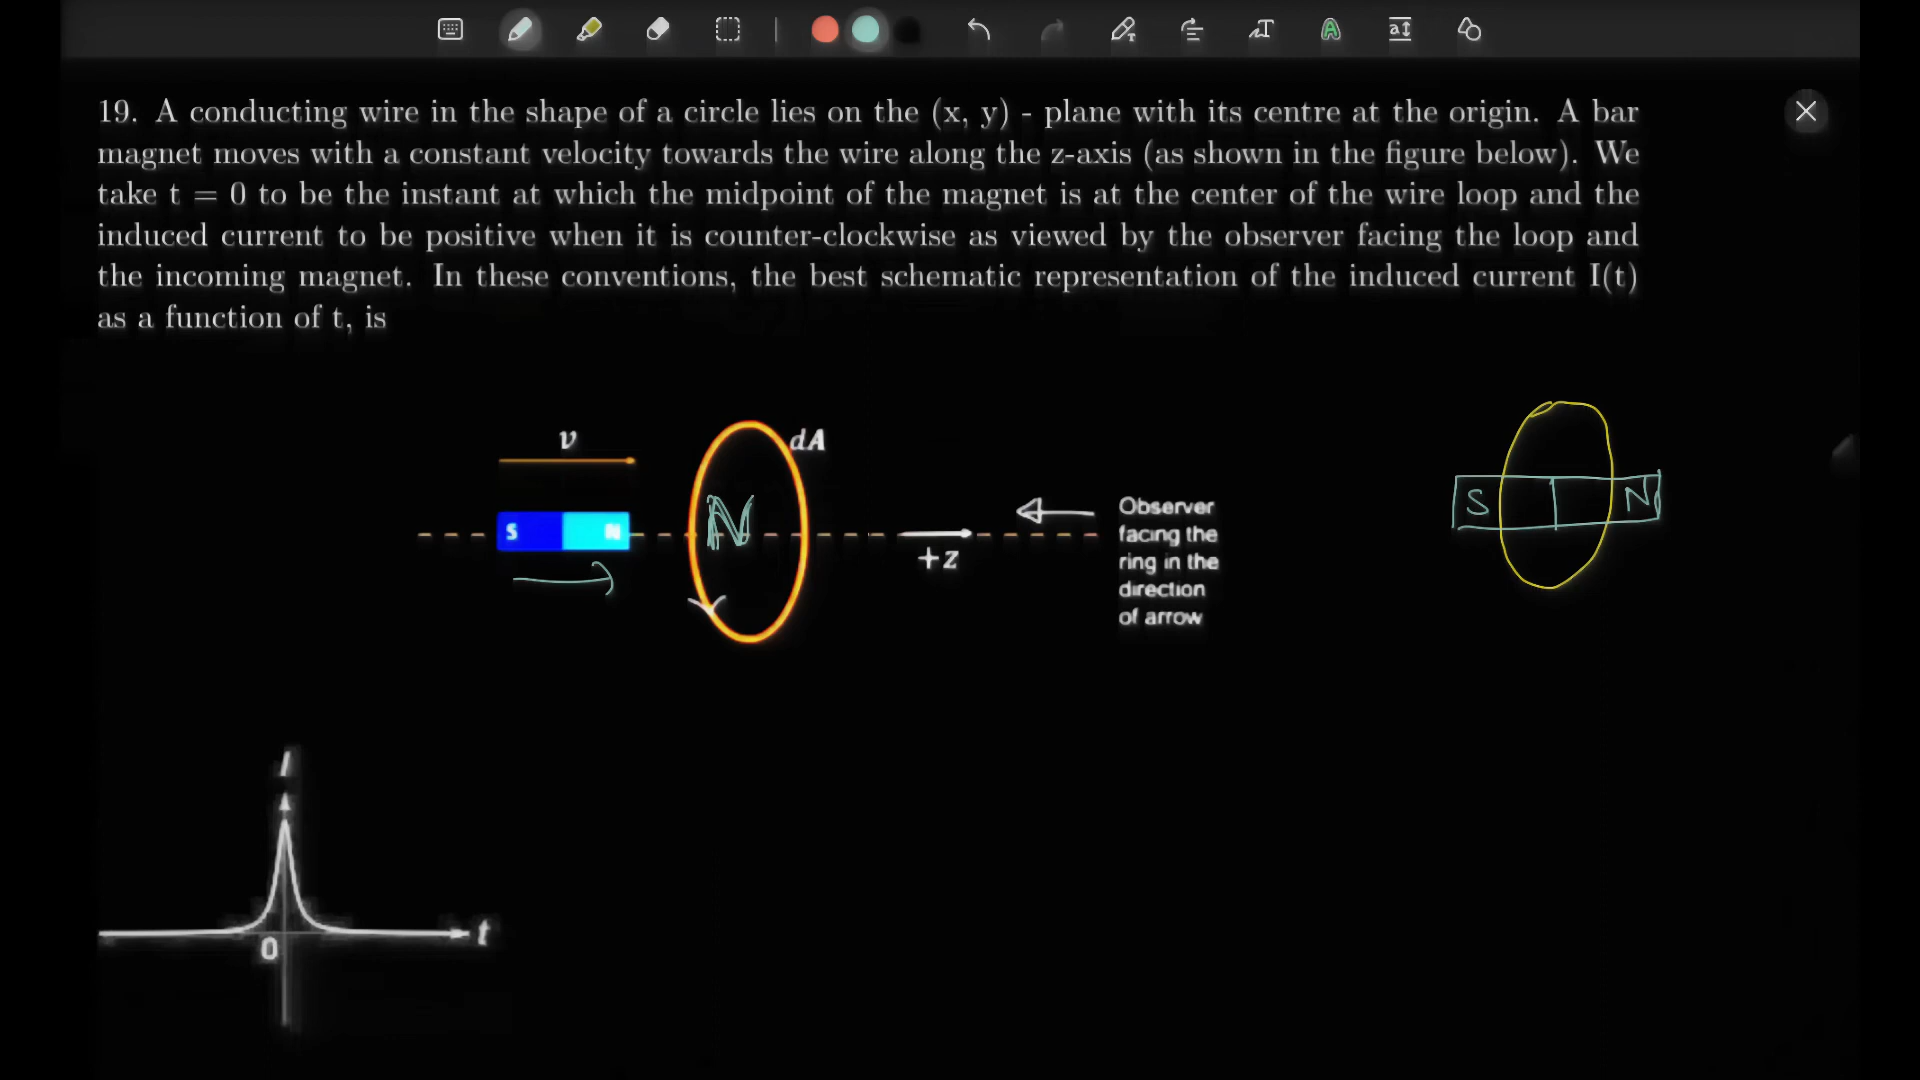 19. A conducting wire in the shape of a circle lies on the (x, y) - plane with its centre at the origin. A bar
magnet moves with a constant velocity towards the wire along the z-axis (as shown in the figure below). We
take t = 0 to be the instant at which the midpoint of the magnet is at the center of the wire loop and the
induced current to be positive when it is counter-clockwise as viewed by the observer facing the loop and
the incoming magnet. In these conventions, the best schematic representation of the induced current I(t)
as a function of t, is
v
dA
S N
N
+z
Observer
facing the
ring in the
direction
of arrow
S N
I
0
t